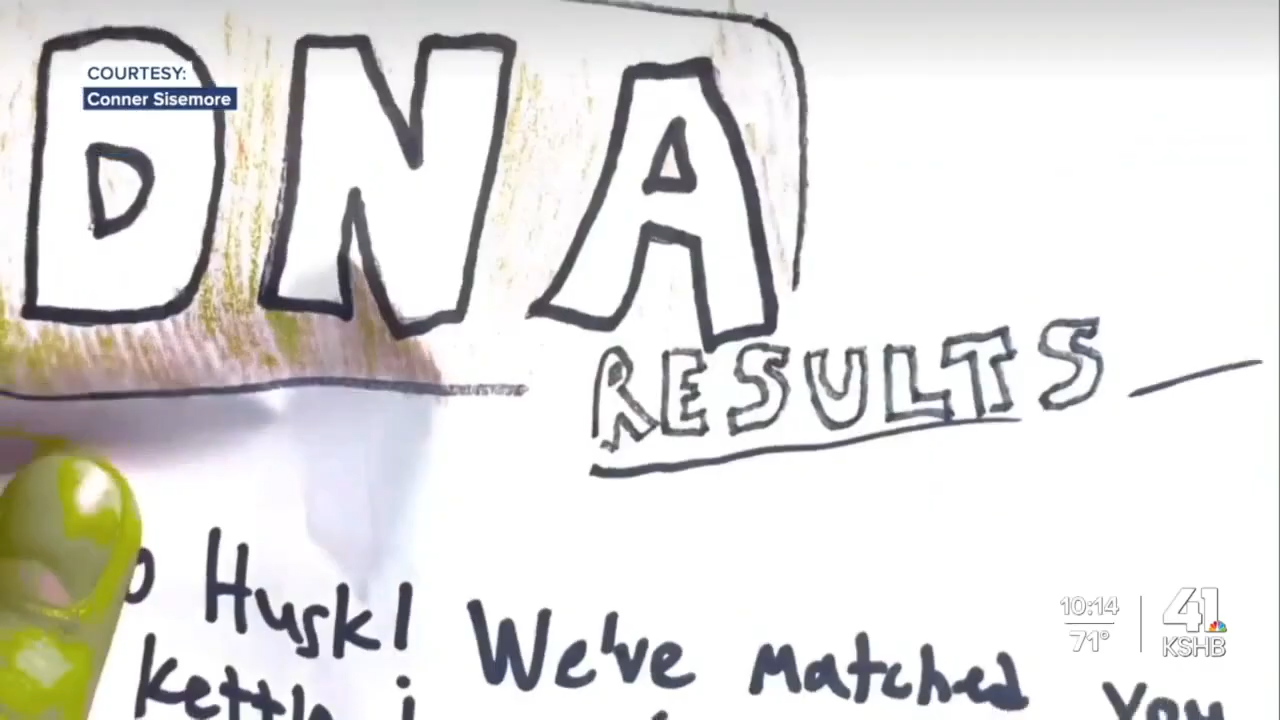 COURTESY:
Conner Sisemore
DNA
RESULTS
Husk! We've matched you
10:14
71°
41
KSHB